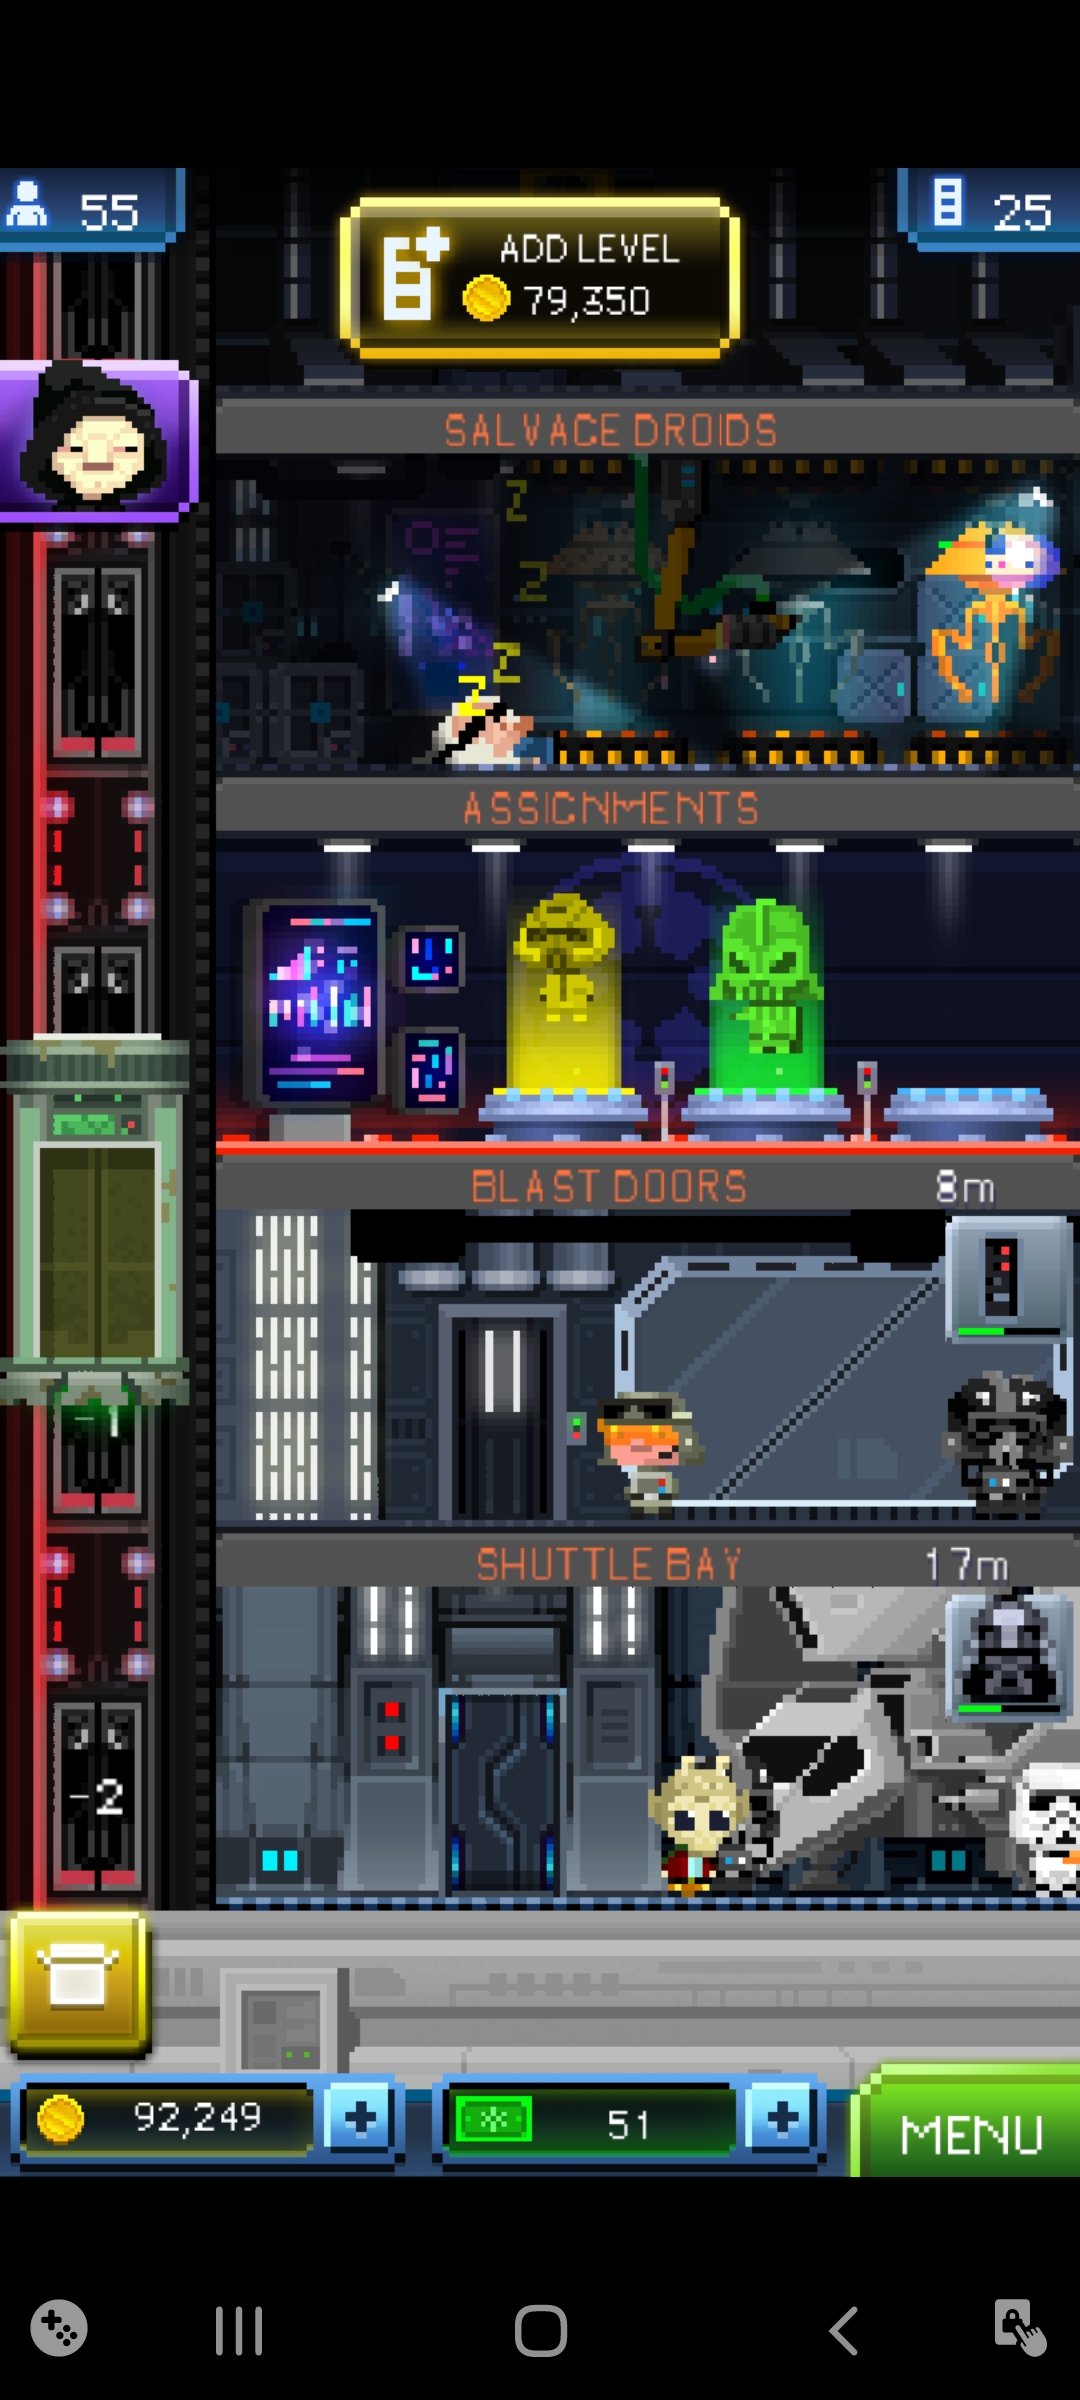 55
ADD LEVEL
79,350
25
SALVAGE DROIDS
Z
Z
Z
Z
ASSIGNMENTS
BLAST DOORS
8m
-1
SHUTTLE BAY
17m
-2
92,249
51
MENU